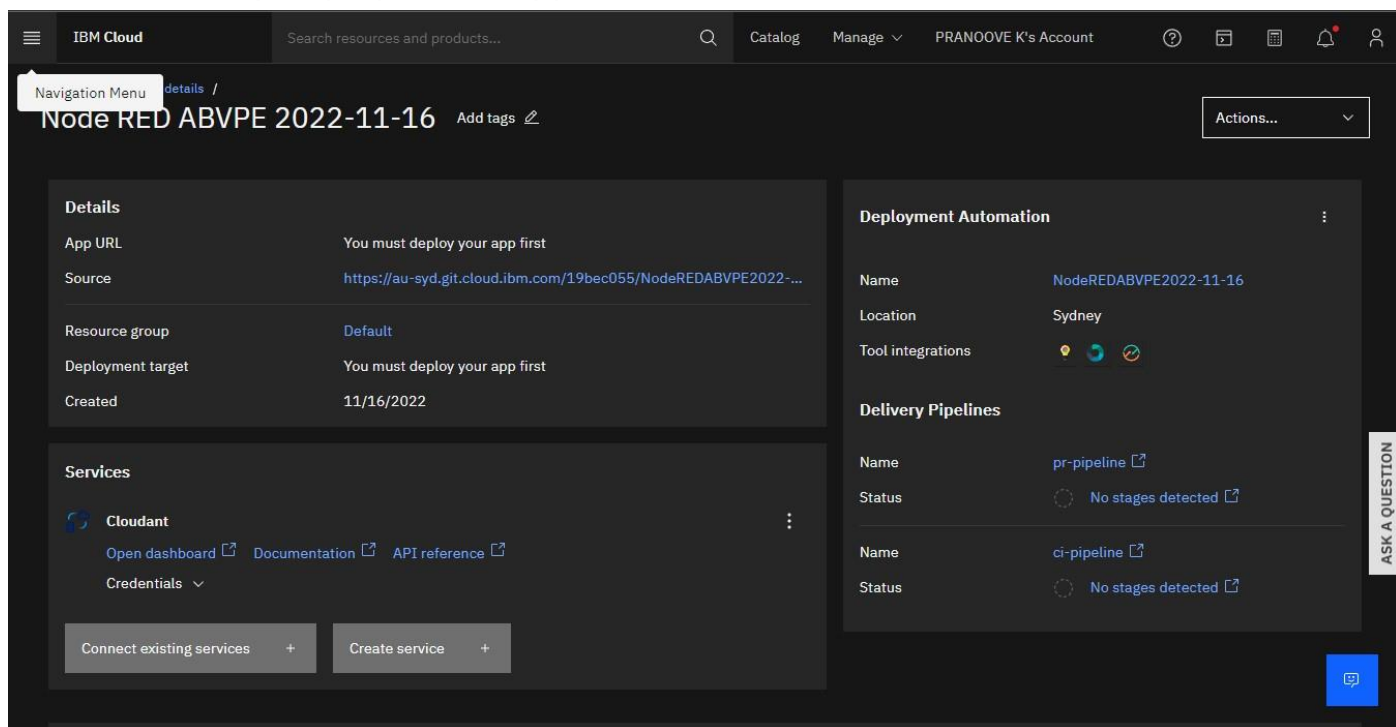 IBM Cloud
Search resources and products...
Catalog
Manage
PRANOOVE K's Account
Navigation Menu
details /
Node RED ABVPE 2022-11-16
Add tags
Actions...
Details
App URL
You must deploy your app first
Source
https://au-syd.git.cloud.ibm.com/19bec055/NodeREDABVPE2022-...
Resource group
Default
Deployment target
You must deploy your app first
Created
11/16/2022
Services
Cloudant
Open dashboard
Documentation
API reference
Credentials
Connect existing services +
Create service +
Deployment Automation
Name
NodeREDABVPE2022-11-16
Location
Sydney
Tool integrations
Delivery Pipelines
Name
pr-pipeline
Status
No stages detected
Name
ci-pipeline
Status
No stages detected
ASK A QUESTION